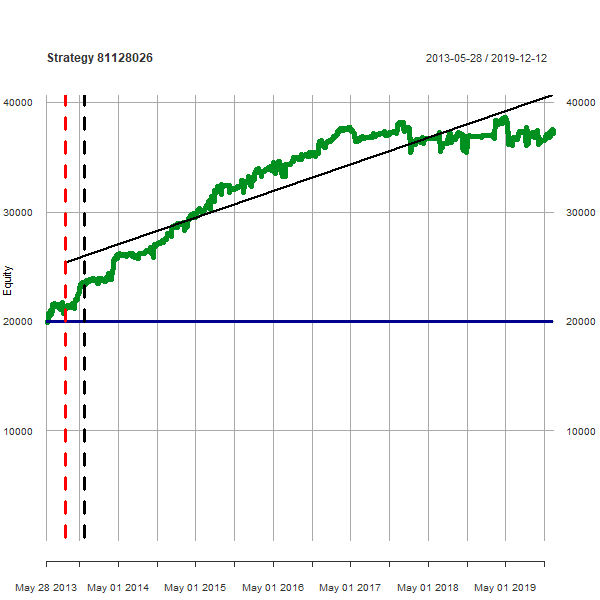 Strategy 81128026
2013-05-28 / 2019-12-12
40000
40000
30000
30000
Equity
20000
20000
10000
10000
May 28 2013
May 01 2014
May 01 2015
May 01 2016
May 01 2017
May 01 2018
May 01 2019